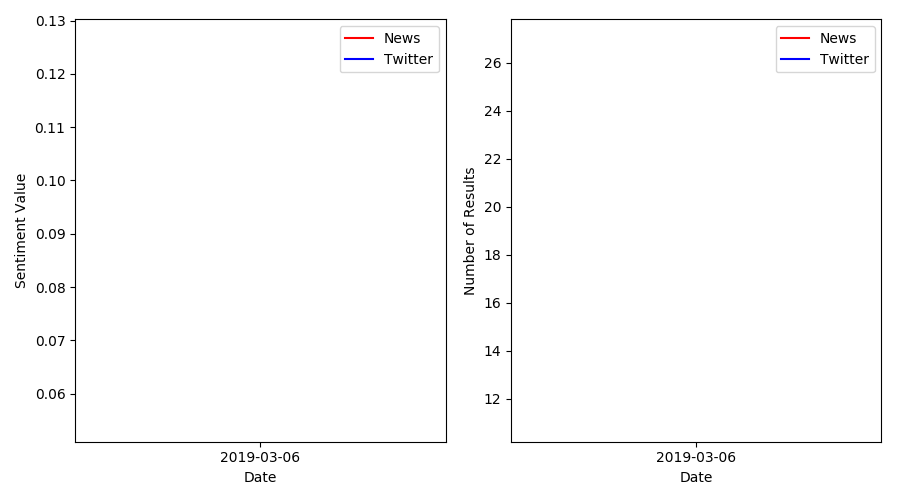 0.13
0.12
0.11
0.10
0.09
0.08
0.07
0.06
Sentiment Value
News
Twitter
2019-03-06
Date
26
24
22
20
18
16
14
12
Number of Results
News
Twitter
2019-03-06
Date